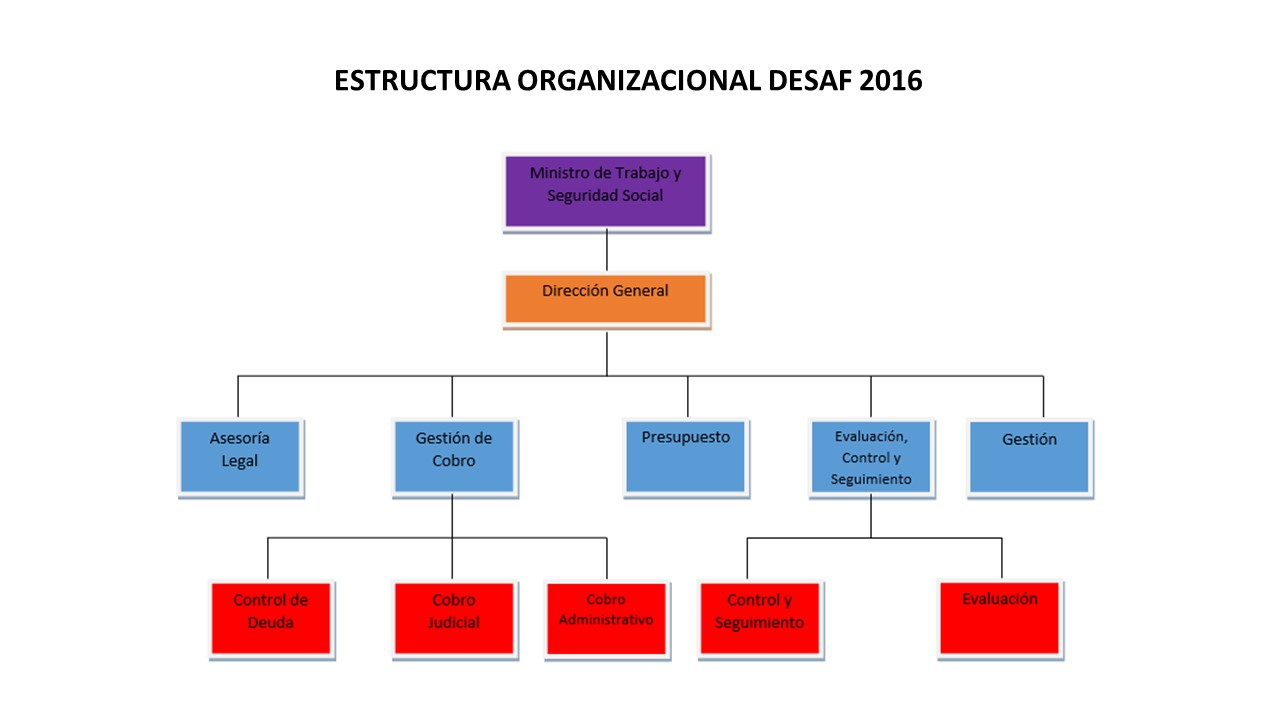 ESTRUCTURA ORGANIZACIONAL DESAF 2016
Ministro de Trabajo y
Seguridad Social
Dirección General
Asesoría
Legal
Gestión de
Cobro
Presupuesto
Evaluación,
Control y
Seguimiento
Gestión
Control de
Deuda
Cobro
Judicial
Cobro
Administrativo
Control y
Seguimiento
Evaluación